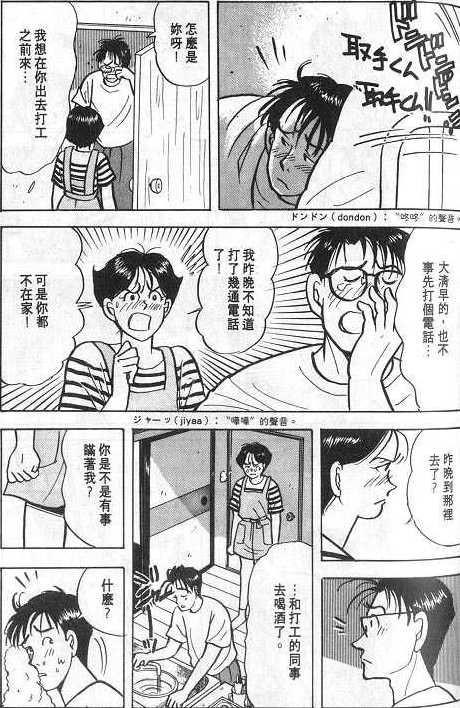 ドンドン
取手くん
取手くん!
怎麼是
妳呀!
我想在你出去打工
之前來…
ドンドン(dondon):“咚咚”的聲音。
大清早的,也不
事先打個電話…
我昨晚不知道
打了幾通電話
了!
可是你都
不在家!
ジャーッ(jiyaa):“嘩嘩”的聲音。
昨晚到那裡
去了?
…和打工的同事
去喝酒了。
你是不是有事
瞞著我?
什麼?